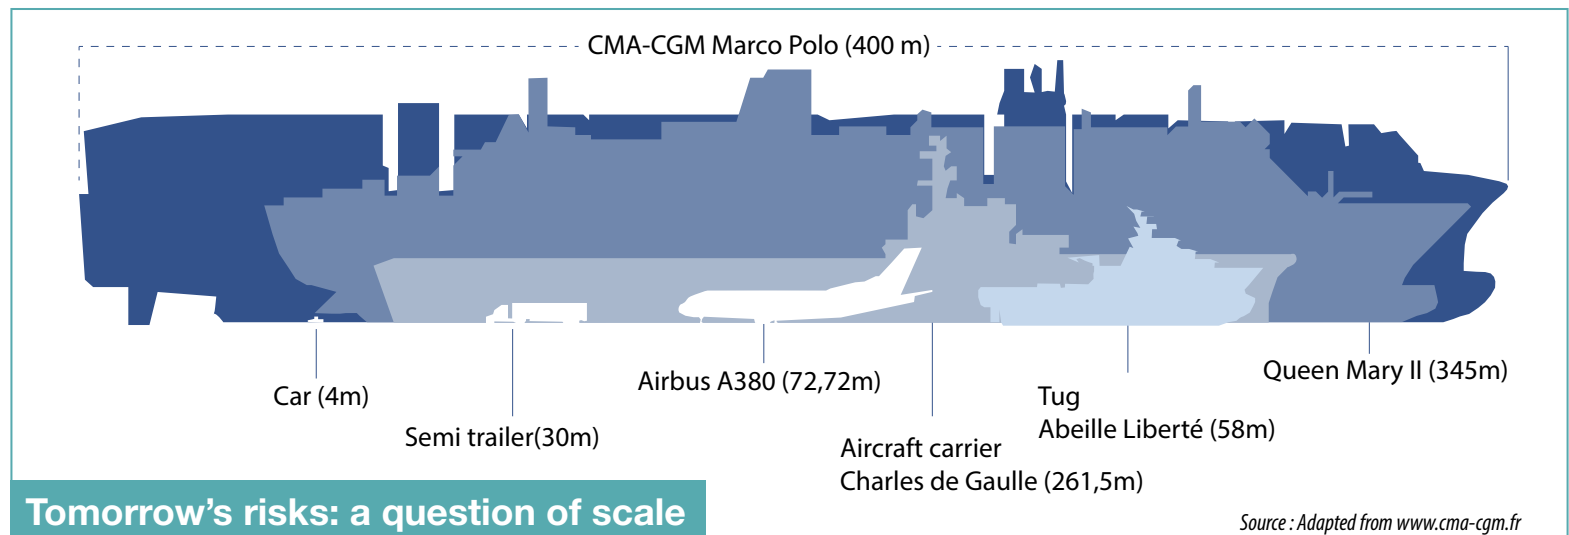 CMA-CGM Marco Polo (400 m)
Car (4m)
Semi trailer(30m)
Airbus A380 (72,72m)
Aircraft carrier
Charles de Gaulle (261,5m)
Tug
Abeille Liberté (58m)
Queen Mary II (345m)
Tomorrow’s risks: a question of scale
Source : Adapted from www.cma-cgm.fr